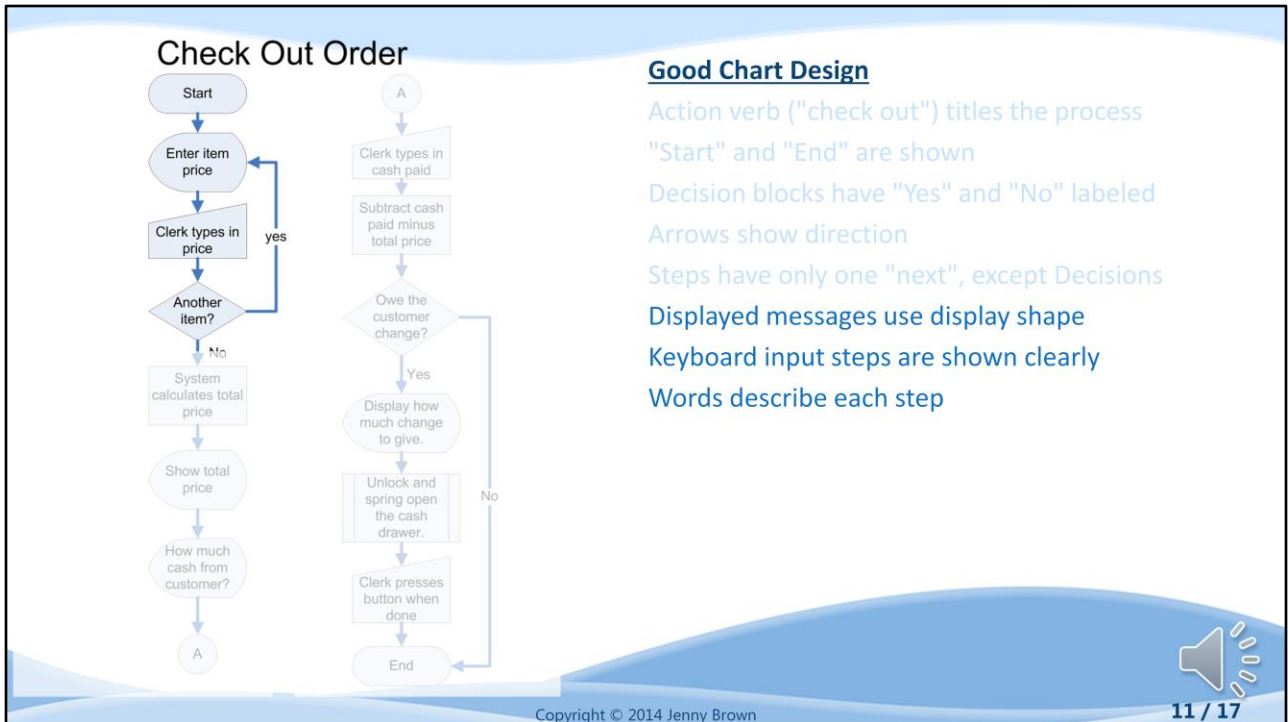 Check Out Order
Start
Enter item
price
Clerk types in
price
yes
Another
item?
No
System
calculates total
price
Show total
price
How much
cash from
customer?
A
A
Clerk types in
cash paid
Subtract cash
paid minus
total price
Owe the
customer
change?
Yes
Display how
much change
to give.
No
Unlock and
spring open
the cash
drawer.
Clerk presses
button when
done
End
Good Chart Design
Action verb ("check out") titles the process
"Start" and "End" are shown
Decision blocks have "Yes" and "No" labeled
Arrows show direction
Steps have only one "next", except Decisions
Displayed messages use display shape
Keyboard input steps are shown clearly
Words describe each step
Copyright © 2014 Jenny Brown
11 / 17